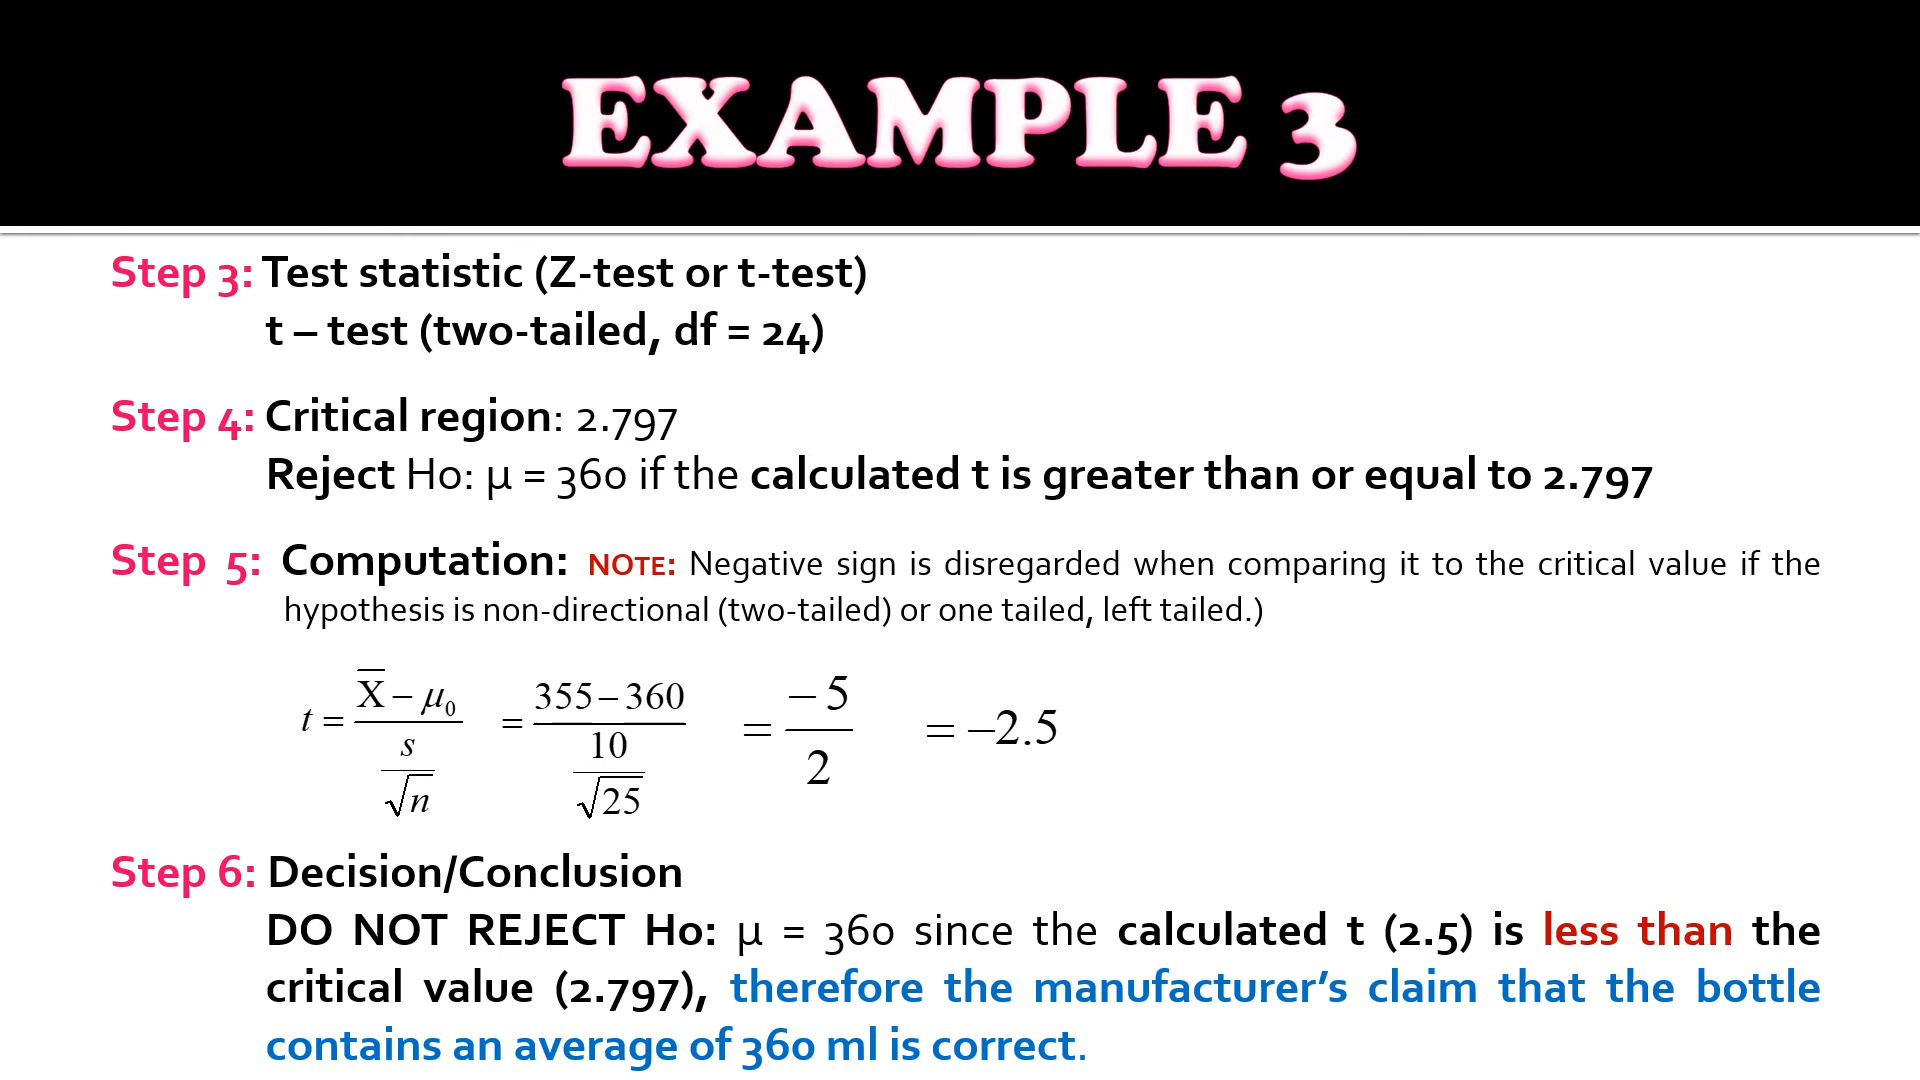 EXAMPLE 3
Step 3: Test statistic (Z-test or t-test)
t – test (two-tailed, df = 24)
Step 4: Critical region: 2.797
Reject Ho: µ = 360 if the calculated t is greater than or equal to 2.797
Step 5: Computation: NOTE: Negative sign is disregarded when comparing it to the critical value if the
hypothesis is non-directional (two-tailed) or one tailed, left tailed.)
t = (X̅ − μ₀) / (s / √n) = (355 − 360) / (10 / √25) = −5 / 2 = −2.5
Step 6: Decision/Conclusion
DO NOT REJECT Ho: µ = 360 since the calculated t (2.5) is less than the
critical value (2.797), therefore the manufacturer’s claim that the bottle
contains an average of 360 ml is correct.